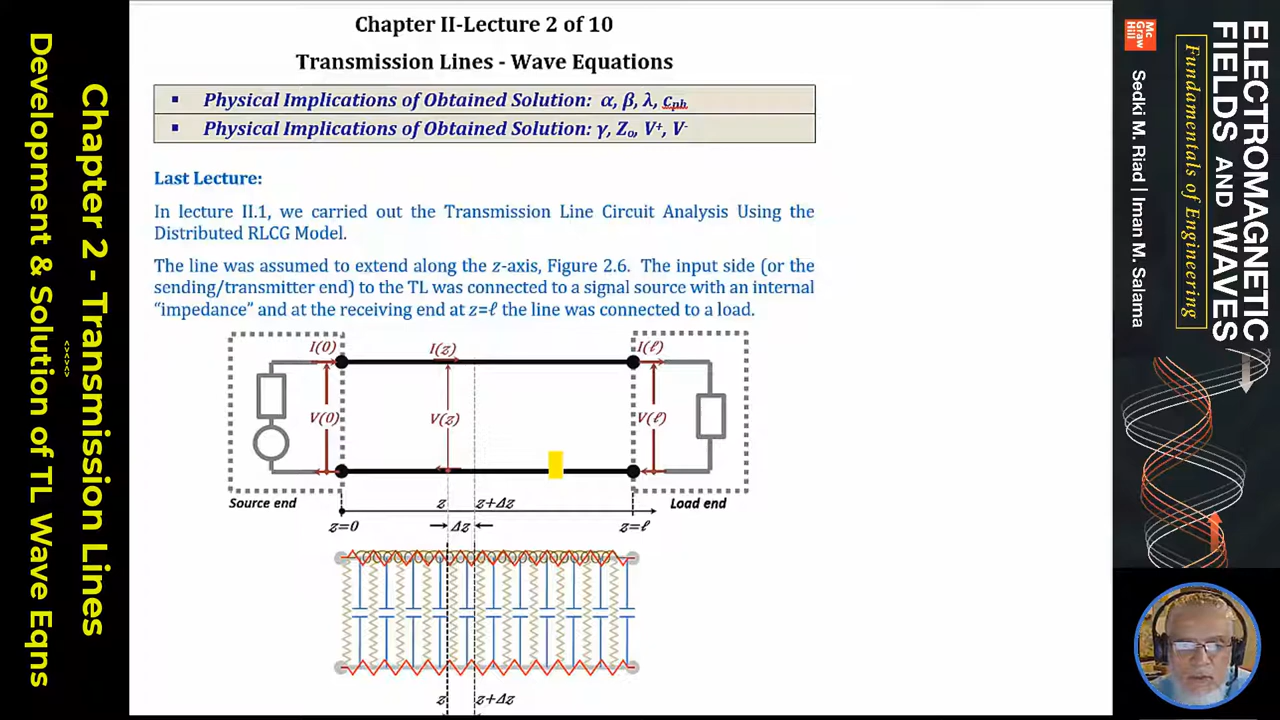 Chapter 2 - Transmission Lines
Development & Solution of TL Wave Eqns
Chapter II-Lecture 2 of 10
Transmission Lines - Wave Equations
▪ Physical Implications of Obtained Solution: α, β, λ, cph
▪ Physical Implications of Obtained Solution: γ, Zo, V+, V-
Last Lecture:
In lecture II.1, we carried out the Transmission Line Circuit Analysis Using the
Distributed RLCG Model.
The line was assumed to extend along the z-axis, Figure 2.6. The input side (or the
sending/transmitter end) to the TL was connected to a signal source with an internal
“impedance” and at the receiving end at z=ℓ the line was connected to a load.
I(0) I(z) I(ℓ)
V(0) V(z) V(ℓ)
Source end z z+Δz Load end
z=0 Δz z=ℓ
z z+Δz
ELECTROMAGNETIC
FIELDS AND WAVES
Fundamentals of Engineering
Mc
Graw
Hill
Sedki M. Riad | Iman M. Salama